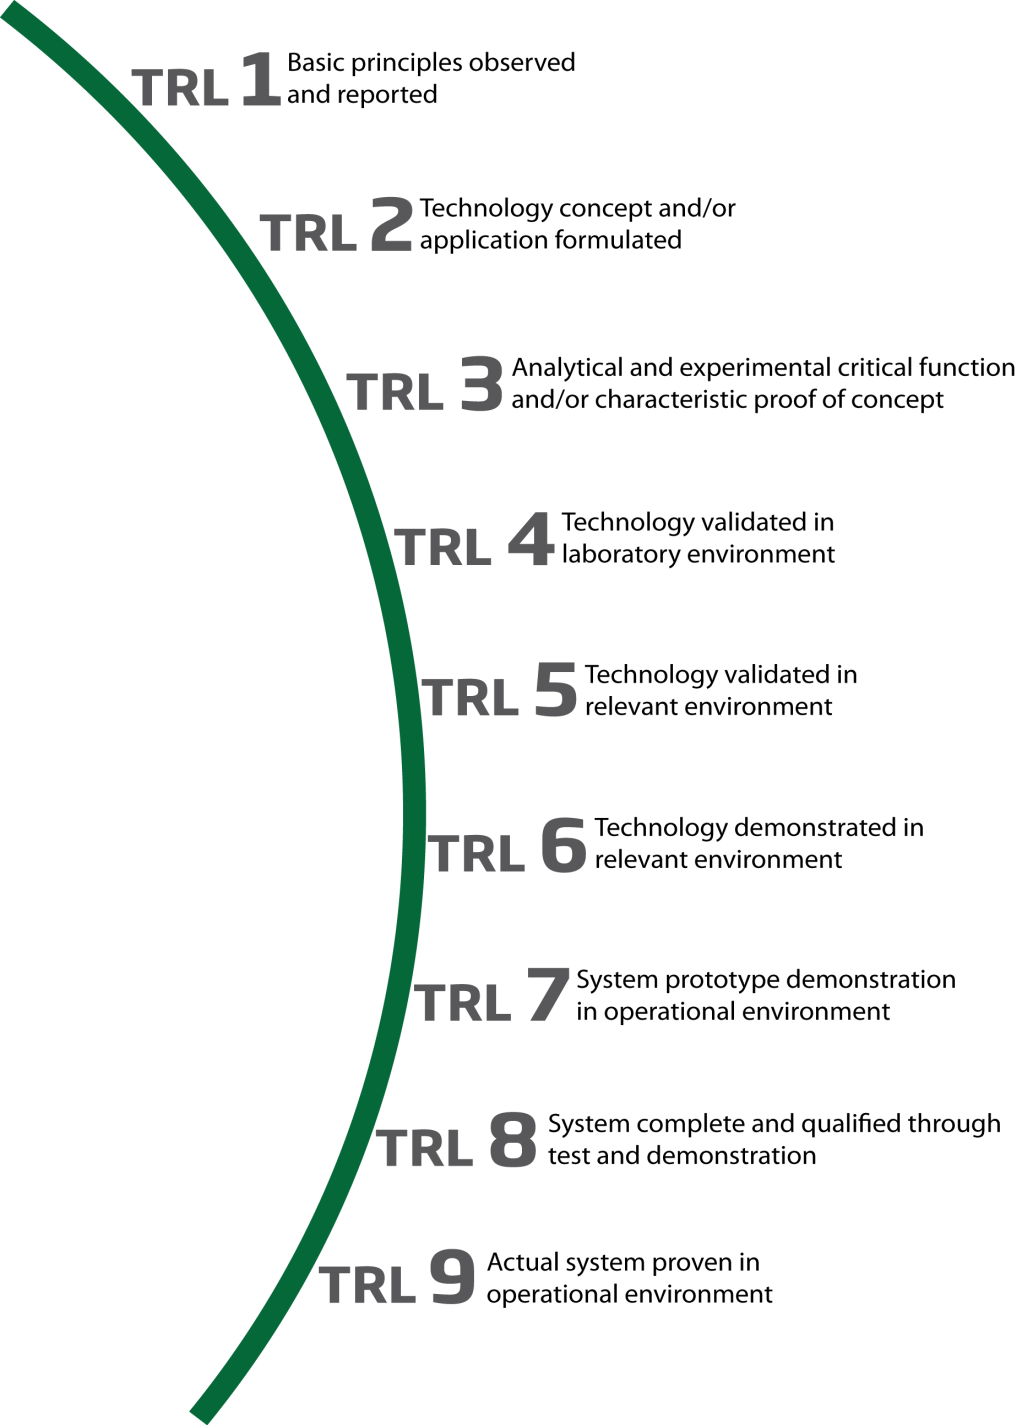 TRL 1 Basic principles observed
and reported
TRL 2 Technology concept and/or
application formulated
TRL 3 Analytical and experimental critical function
and/or characteristic proof of concept
TRL 4 Technology validated in
laboratory environment
TRL 5 Technology validated in
relevant environment
TRL 6 Technology demonstrated in
relevant environment
TRL 7 System prototype demonstration
in operational environment
TRL 8 System complete and qualified through
test and demonstration
TRL 9 Actual system proven in
operational environment